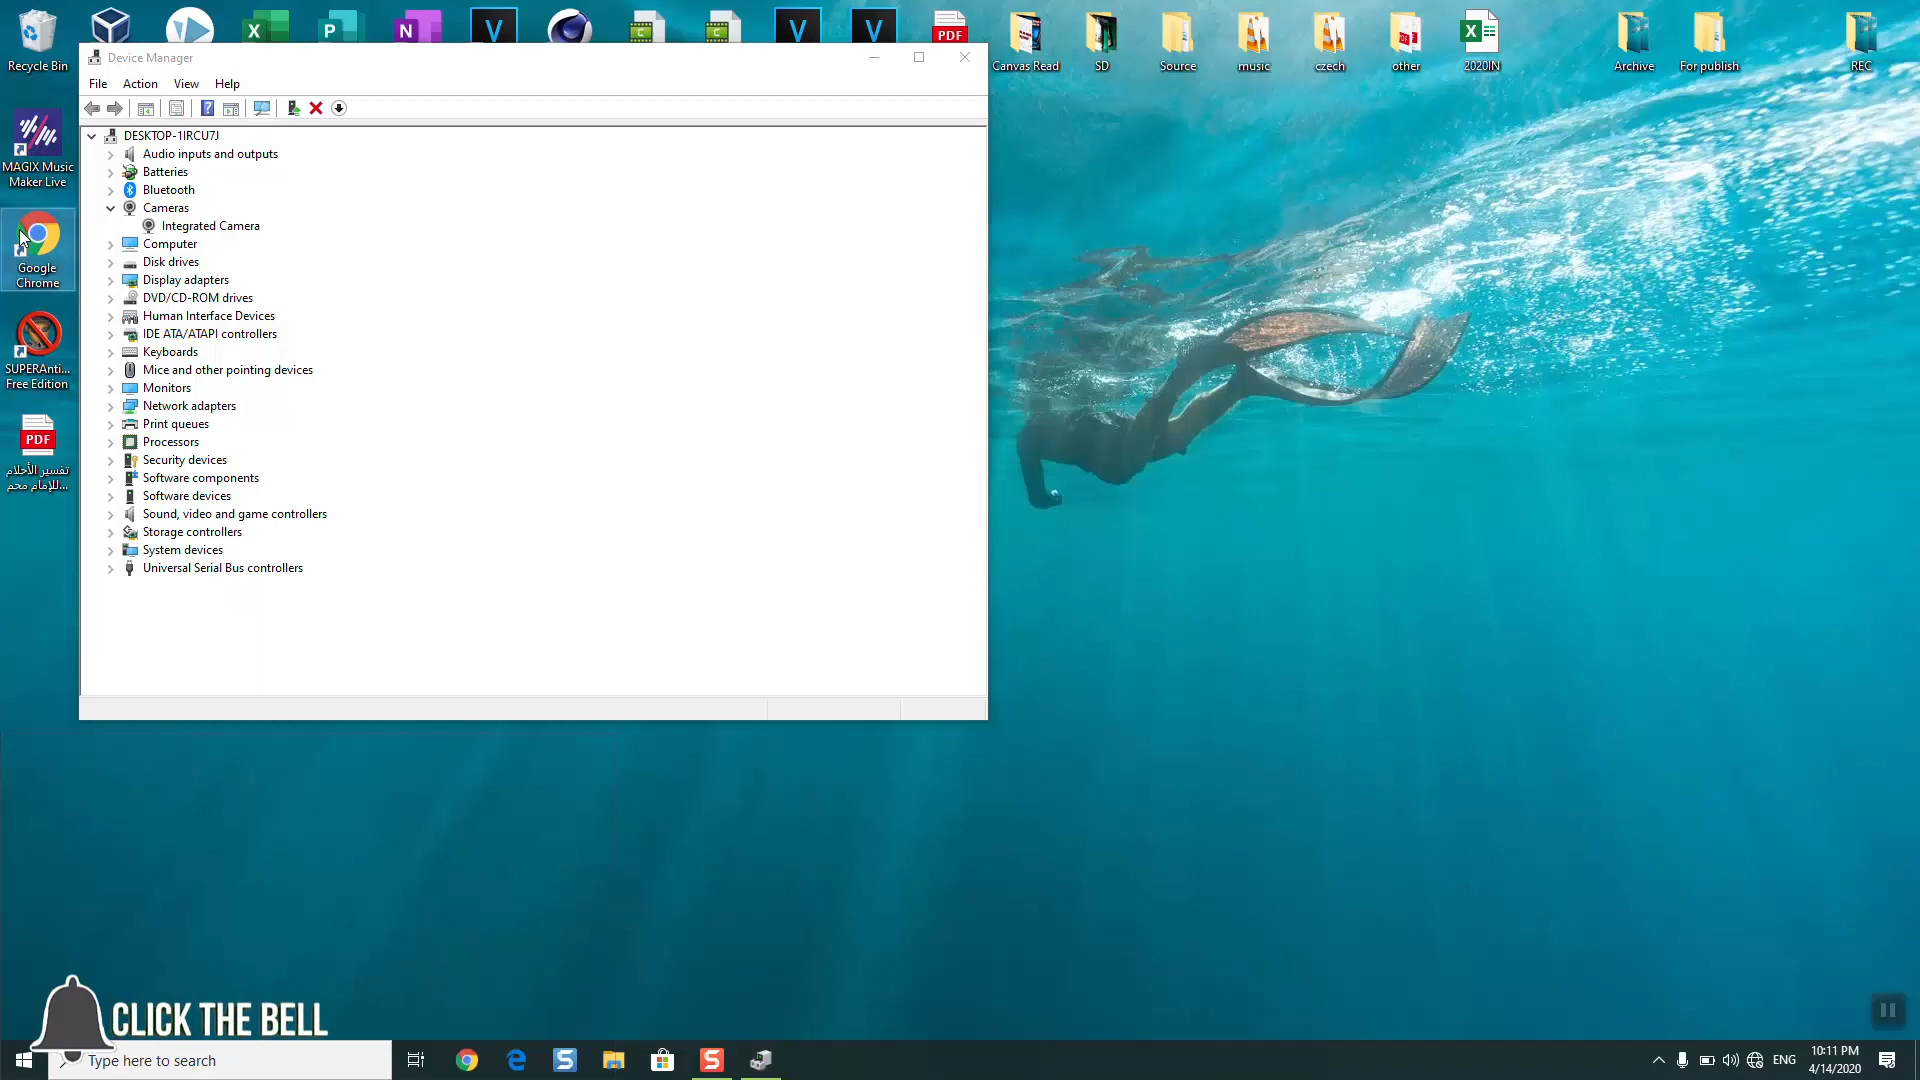 Recycle Bin
MAGIX Music
Maker Live
Google
Chrome
SUPERAnti...
Free Edition
PDF
تفسير الأحلام
للإمام محم...
X
P
N
V
C
C
V
V
PDF
Canvas Read
SD
Source
music
czech
PDF
other
X
2020IN
Archive
For publish
REC
Device Manager
File
Action
View
Help
DESKTOP-1IRCU7J
Audio inputs and outputs
Batteries
Bluetooth
Cameras
Integrated Camera
Computer
Disk drives
Display adapters
DVD/CD-ROM drives
Human Interface Devices
IDE ATA/ATAPI controllers
Keyboards
Mice and other pointing devices
Monitors
Network adapters
Print queues
Processors
Security devices
Software components
Software devices
Sound, video and game controllers
Storage controllers
System devices
Universal Serial Bus controllers
CLICK THE BELL
Type here to search
S
S
ENG
10:11 PM
4/14/2020